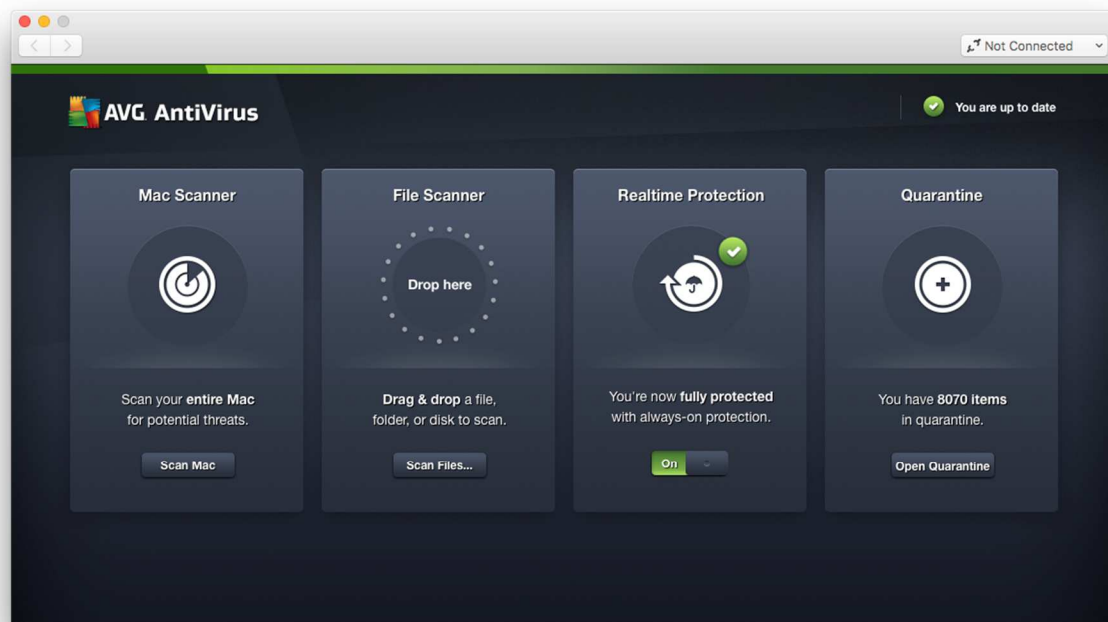 Not Connected
AVG AntiVirus
You are up to date
Mac Scanner
Scan your entire Mac
for potential threats.
Scan Mac
File Scanner
Drop here
Drag & drop a file,
folder, or disk to scan.
Scan Files...
Realtime Protection
You're now fully protected
with always-on protection.
On
Quarantine
You have 8070 items
in quarantine.
Open Quarantine